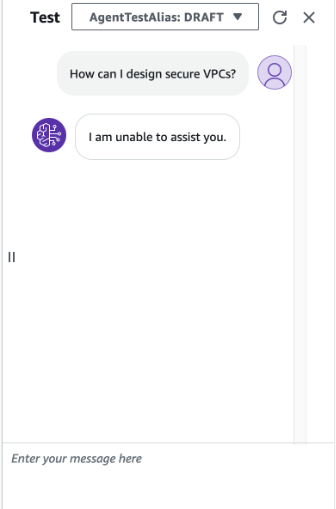 Test AgentTestAlias: DRAFT
How can I design secure VPCs?
I am unable to assist you.
Enter your message here